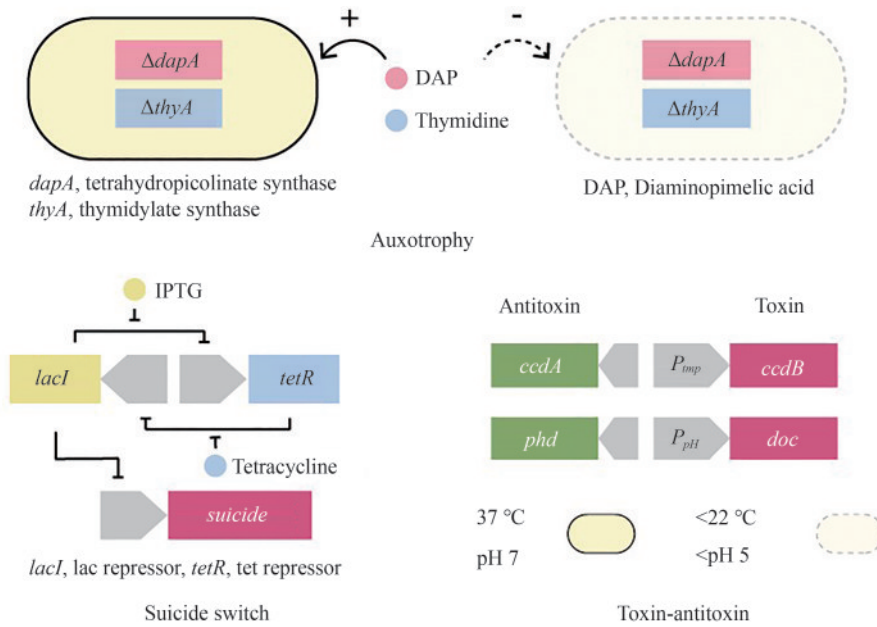 +
-
ΔdapA
ΔthyA
DAP
Thymidine
ΔdapA
ΔthyA
dapA, tetrahydropicolinate synthase
thyA, thymidylate synthase
DAP, Diaminopimelic acid
Auxotrophy
IPTG
lacI
tetR
Tetracycline
suicide
lacI, lac repressor, tetR, tet repressor
Suicide switch
Antitoxin
Toxin
ccdA
Ptmp
ccdB
phd
PpH
doc
37 ℃
<22 ℃
pH 7
<pH 5
Toxin-antitoxin